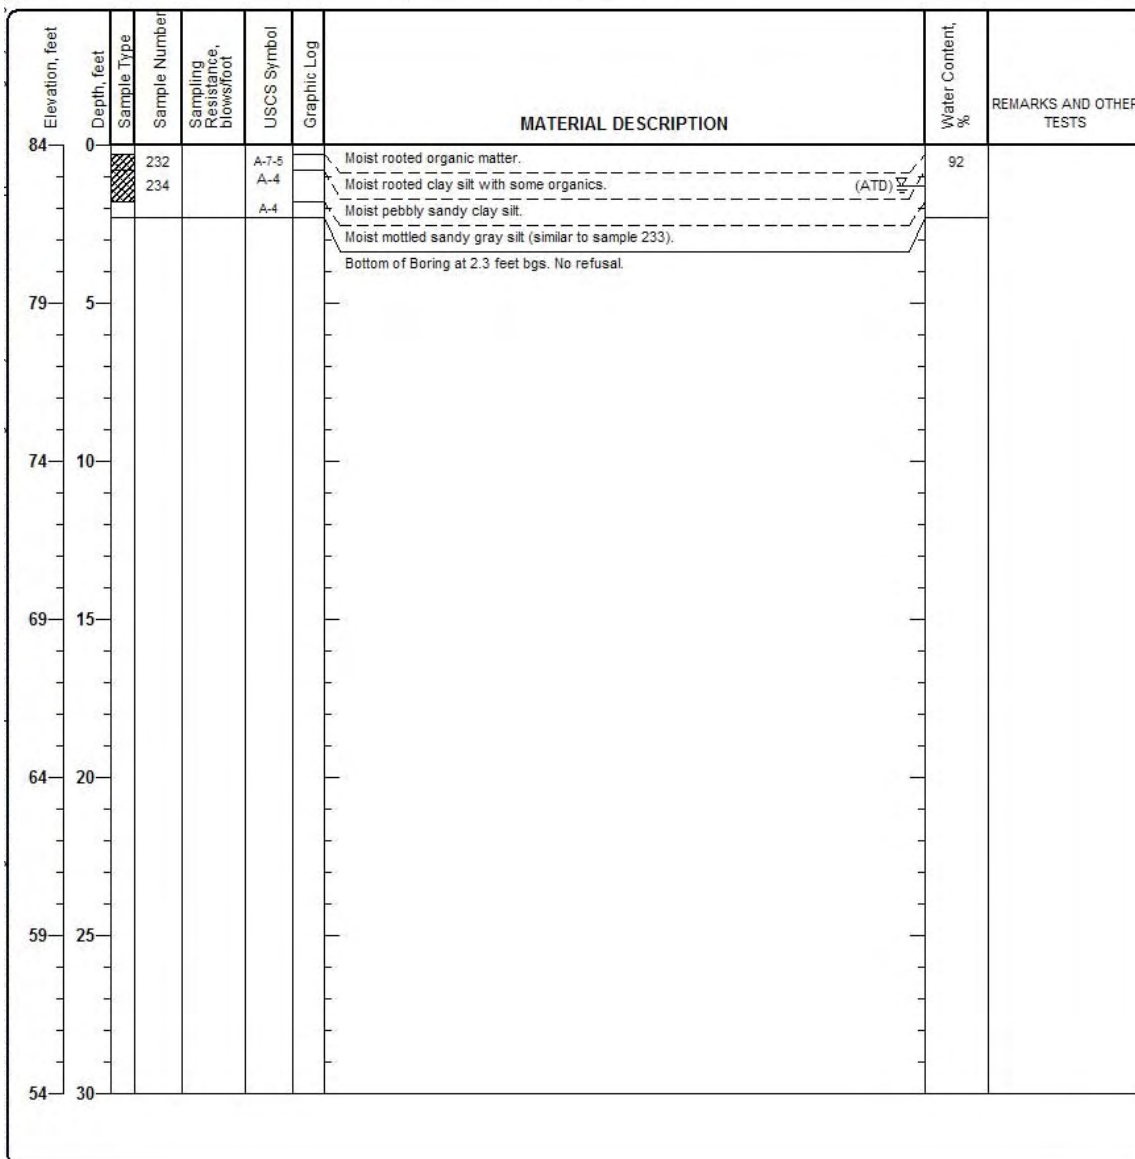 Elevation, feet
Depth, feet
Sample Type
Sample Number
Sampling
Resistance,
blows/foot
USCS Symbol
Graphic Log
MATERIAL DESCRIPTION
Water Content,
%
REMARKS AND OTHER
TESTS
84 0
232 A-7-5 Moist rooted organic matter. 92
234 A-4 Moist rooted clay silt with some organics. (ATD)
A-4 Moist pebbly sandy clay silt.
Moist mottled sandy gray silt (similar to sample 233).
Bottom of Boring at 2.3 feet bgs. No refusal.
79 5
74 10
69 15
64 20
59 25
54 30